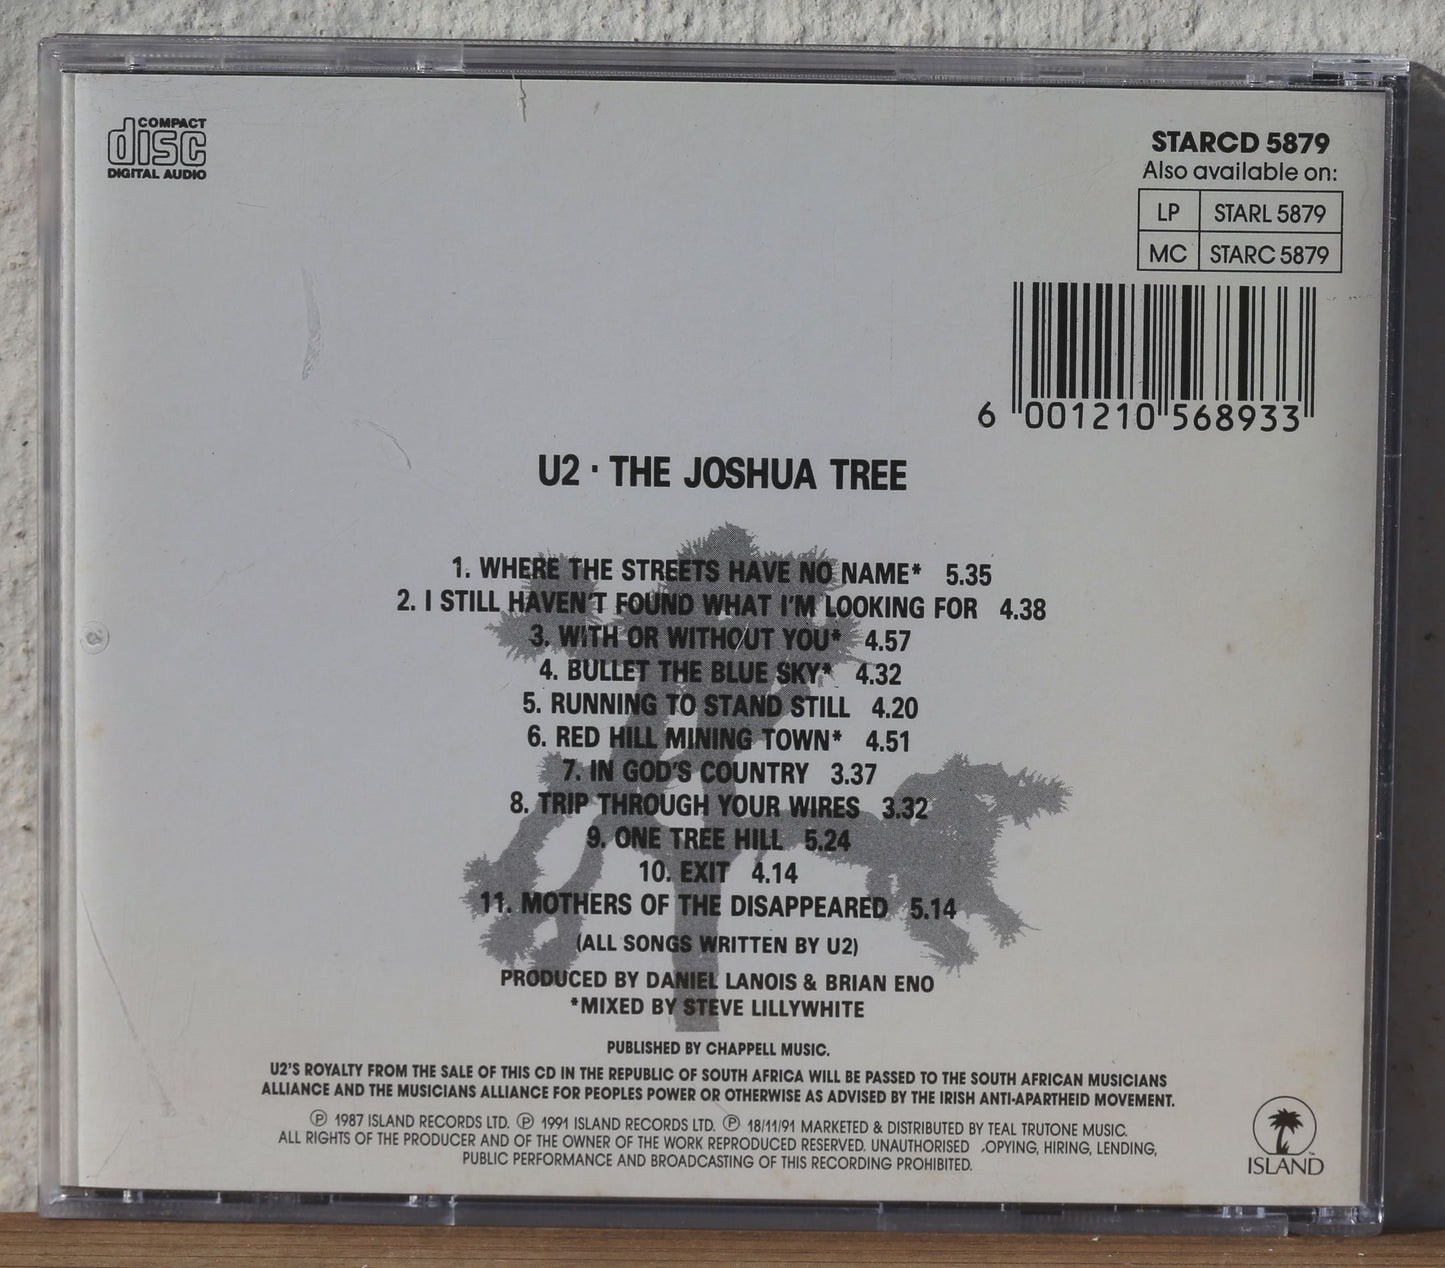 COMPACT
disc
DIGITAL AUDIO
STARCD 5879
Also available on:
LP STARL 5879
MC STARC 5879
6 001210 568933
U2 · THE JOSHUA TREE
1. WHERE THE STREETS HAVE NO NAME* 5.35
2. I STILL HAVEN'T FOUND WHAT I'M LOOKING FOR 4.38
3. WITH OR WITHOUT YOU* 4.57
4. BULLET THE BLUE SKY* 4.32
5. RUNNING TO STAND STILL 4.20
6. RED HILL MINING TOWN* 4.51
7. IN GOD'S COUNTRY 3.37
8. TRIP THROUGH YOUR WIRES 3.32
9. ONE TREE HILL 5.24
10. EXIT 4.14
11. MOTHERS OF THE DISAPPEARED 5.14
(ALL SONGS WRITTEN BY U2)
PRODUCED BY DANIEL LANOIS & BRIAN ENO
*MIXED BY STEVE LILLYWHITE
PUBLISHED BY CHAPPELL MUSIC.
U2'S ROYALTY FROM THE SALE OF THIS CD IN THE REPUBLIC OF SOUTH AFRICA WILL BE PASSED TO THE SOUTH AFRICAN MUSICIANS
ALLIANCE AND THE MUSICIANS ALLIANCE FOR PEOPLES POWER OR OTHERWISE AS ADVISED BY THE IRISH ANTI-APARTHEID MOVEMENT.
℗ 1987 ISLAND RECORDS LTD. ℗ 1991 ISLAND RECORDS LTD. ℗ 18/11/91 MARKETED & DISTRIBUTED BY TEAL TRUTONE MUSIC.
ALL RIGHTS OF THE PRODUCER AND OF THE OWNER OF THE WORK REPRODUCED RESERVED. UNAUTHORISED .OPYING, HIRING, LENDING,
PUBLIC PERFORMANCE AND BROADCASTING OF THIS RECORDING PROHIBITED.
ISLAND™